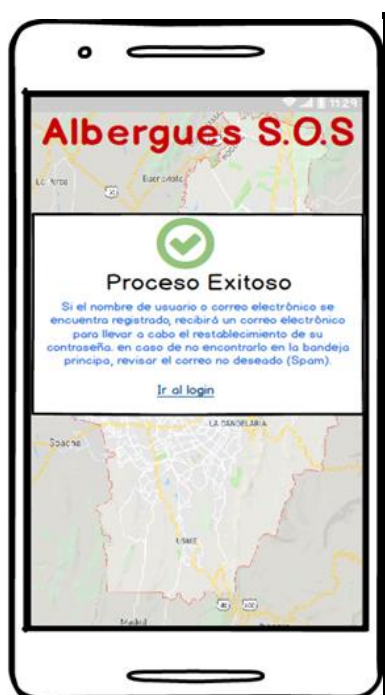 11:29
Albergues S.O.S
Proceso Exitoso
Si el nombre de usuario o correo electrónico se
encuentra registrado, recibirá un correo electrónico
para llevar a cabo el restablecimiento de su
contraseña. en caso de no encontrarlo en la bandeja
principa, revisar el correo no deseado (Spam).
Ir al login
LA CANDELARIA
Soacha
USME